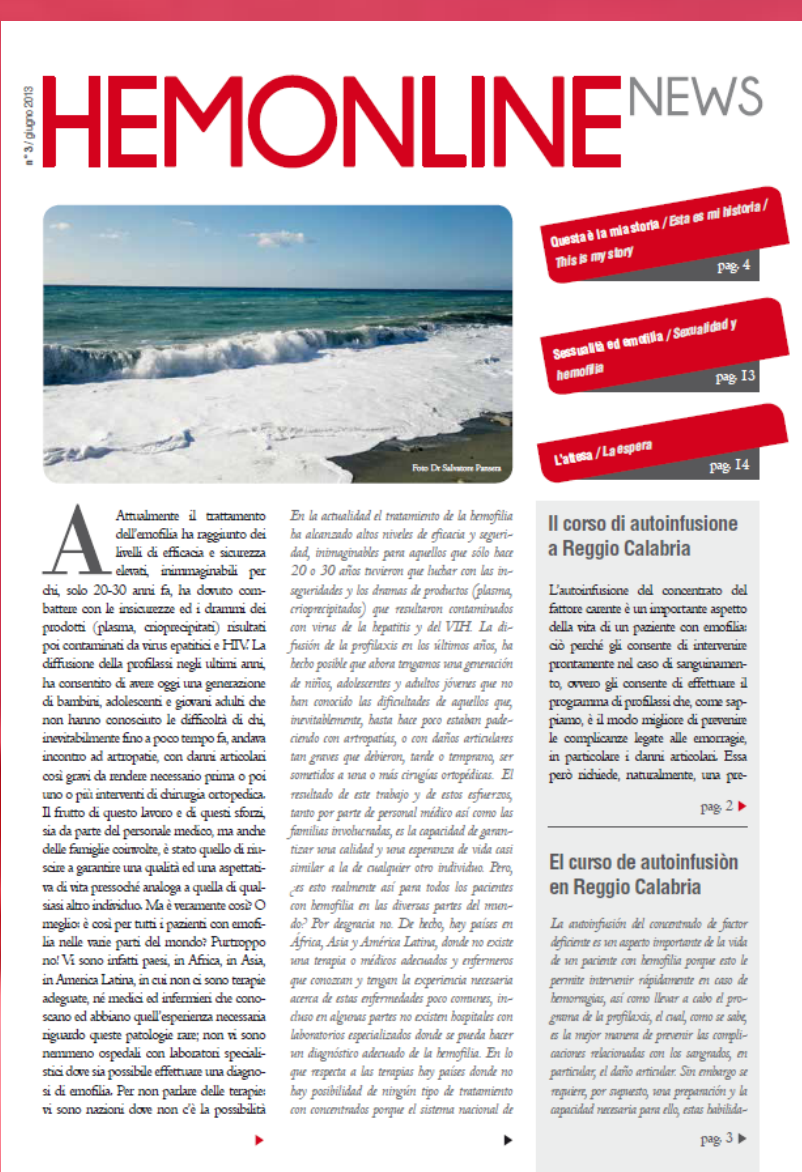 n° 3 / giugno 2013
HEMONLINE NEWS
Questa è la mia storia / Esta es mi historia /
This is my story
pag. 4
Sessualità ed emofilia / Sexualidad y
hemofilia
pag. 13
L'attesa / La espera
pag. 14
Foto Dr Salvatore Pansera
A
Attualmente il trattamento
dell'emofilia ha raggiunto dei
livelli di efficacia e sicurezza
elevati, inimmaginabili per
chi, solo 20-30 anni fa, ha dovuto com-
battere con le insicurezze ed i drammi dei
prodotti (plasma, crioprecipitati) risultati
poi contaminati da virus epatitici e HIV. La
diffusione della profilassi negli ultimi anni,
ha consentito di avere oggi una generazione
di bambini, adolescenti e giovani adulti che
non hanno conosciuto le difficoltà di chi,
inevitabilmente fino a poco tempo fa, andava
incontro ad artropatie, con danni articolari
così gravi da rendere necessario prima o poi
uno o più interventi di chirurgia ortopedica.
Il frutto di questo lavoro e di questi sforzi,
sia da parte del personale medico, ma anche
delle famiglie coinvolte, è stato quello di riu-
scire a garantire una qualità ed una aspettati-
va di vita pressoché analoga a quella di qual-
siasi altro individuo. Ma è veramente così? O
meglio: è così per tutti i pazienti con emofi-
lia nelle varie parti del mondo? Purtroppo
no! Vi sono infatti paesi, in Africa, in Asia,
in America Latina, in cui non ci sono terapie
adeguate, né medici ed infermieri che cono-
scano ed abbiano quell'esperienza necessaria
riguardo queste patologie rare; non vi sono
nemmeno ospedali con laboratori speciali-
stici dove sia possibile effettuare una diagno-
si di emofilia. Per non parlare delle terapie:
vi sono nazioni dove non c'è la possibilità
En la actualidad el tratamiento de la hemofilia
ha alcanzado altos niveles de eficacia y seguri-
dad, inimaginables para aquellos que sólo hace
20 o 30 años tuvieron que luchar con las in-
seguridades y los dramas de productos (plasma,
crioprecipitados) que resultaron contaminados
con virus de la hepatitis y del VIH. La di-
fusión de la profilaxis en los últimos años, ha
hecho posible que ahora tengamos una generación
de niños, adolescentes y adultos jóvenes que no
han conocido las dificultades de aquellos que,
inevitablemente, hasta hace poco estaban pade-
ciendo con artropatías, o con daños articulares
tan graves que debieron, tarde o temprano, ser
sometidos a una o más cirugías ortopédicas. El
resultado de este trabajo y de estos esfuerzos,
tanto por parte de personal médico así como las
familias involucradas, es la capacidad de garan-
tizar una calidad y una esperanza de vida casi
similar a la de cualquier otro individuo. Pero,
¿es esto realmente así para todos los pacientes
con hemofilia en las diversas partes del mun-
do? Por desgracia no. De hecho, hay países en
África, Asia y América Latina, donde no existe
una terapia o médicos adecuados y enfermeros
que conozcan y tengan la experiencia necesaria
acerca de estas enfermedades poco comunes, in-
cluso en algunas partes no existen hospitales con
laboratorios especializados donde se pueda hacer
un diagnóstico adecuado de la hemofilia. En lo
que respecta a las terapias hay países donde no
hay posibilidad de ningún tipo de tratamiento
con concentrados porque el sistema nacional de
Il corso di autoinfusione
a Reggio Calabria
L'autoinfusione del concentrato del
fattore carente è un importante aspetto
della vita di un paziente con emofilia:
ciò perché gli consente di intervenire
prontamente nel caso di sanguinamen-
to, ovvero gli consente di effettuare il
programma di profilassi che, come sap-
piamo, è il modo migliore di prevenire
le complicanze legate alle emorragie,
in particolare i danni articolari. Essa
però richiede, naturalmente, una pre-
pag. 2
El curso de autoinfusiòn
en Reggio Calabria
La autoinfusión del concentrado de factor
deficiente es un aspecto importante de la vida
de un paciente con hemofilia porque esto le
permite intervenir rápidamente en caso de
hemorragias, así como llevar a cabo el pro-
grama de la profilaxis, el cual, como se sabe,
es la mejor manera de prevenir las compli-
caciones relacionadas con los sangrados, en
particular, el daño articular. Sin embargo se
requiere, por supuesto, una preparación y la
capacidad necesaria para ello, estas habilida-
pag. 3